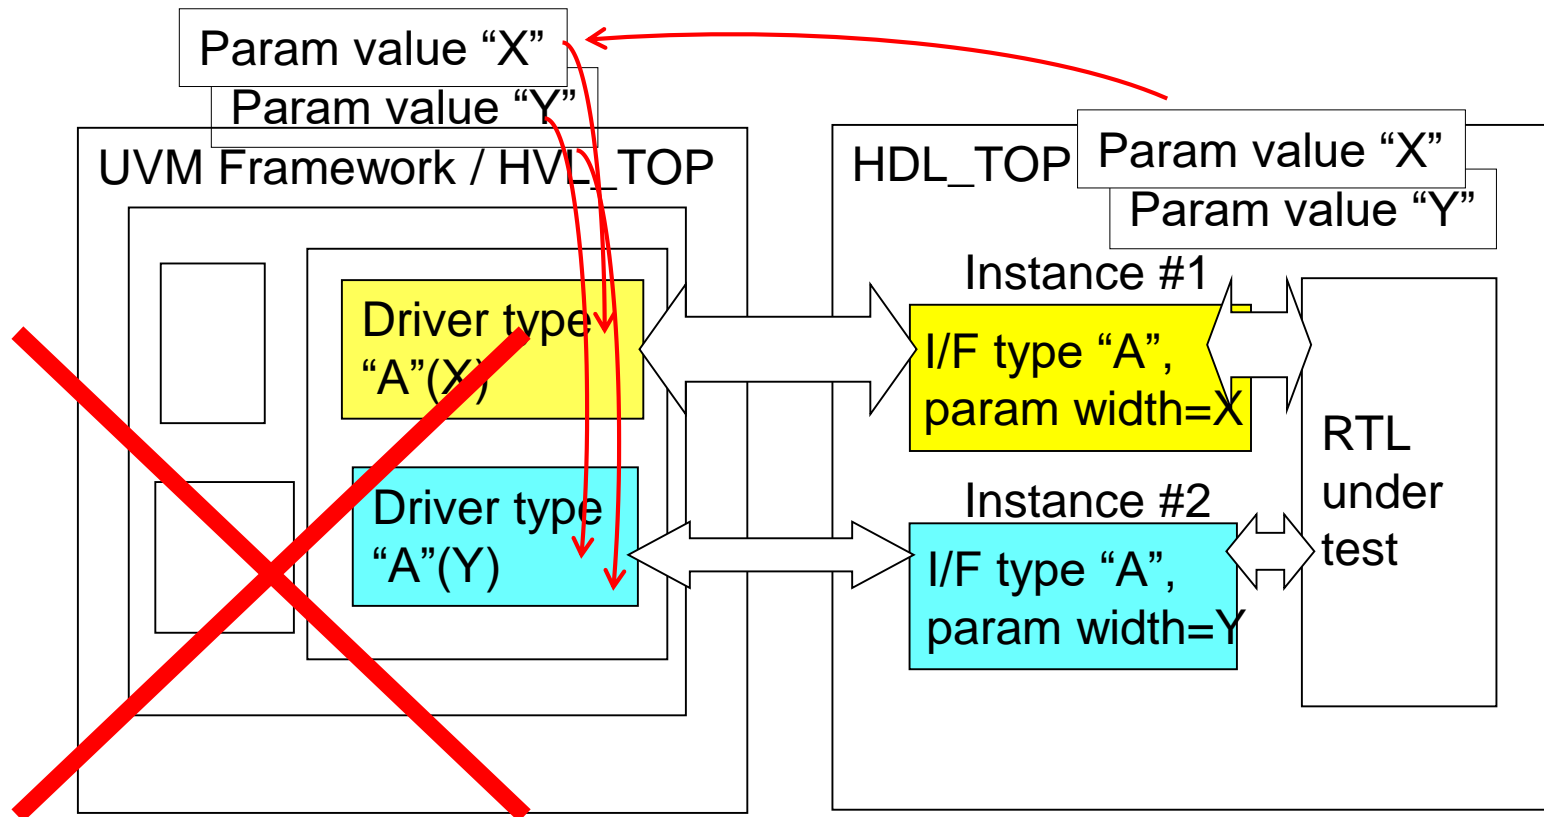 Param value “X”
Param value “Y”
UVM Framework / HVL_TOP
Driver type
“A”(X)
Driver type
“A”(Y)
HDL_TOP
Param value “X”
Param value “Y”
Instance #1
I/F type “A”,
param width=X
Instance #2
I/F type “A”,
param width=Y
RTL
under
test